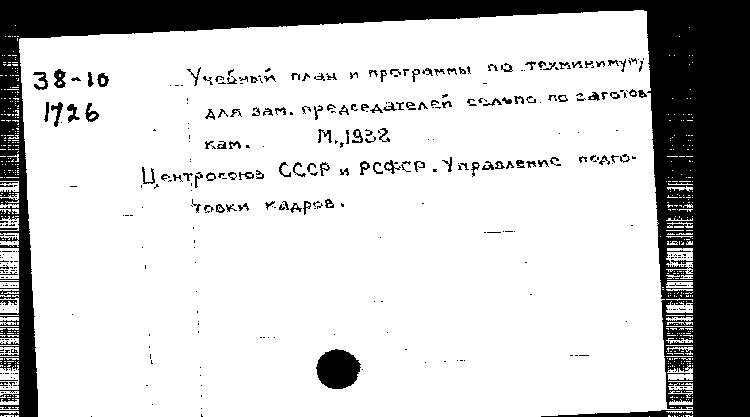 38-10
Учебный план и программы по техминимуму
1726
для зам. председателей сельпо по заготов-
кам. М., 1938
Центросоюз СССР и РСФСР. Управление подго-
товки кадров.